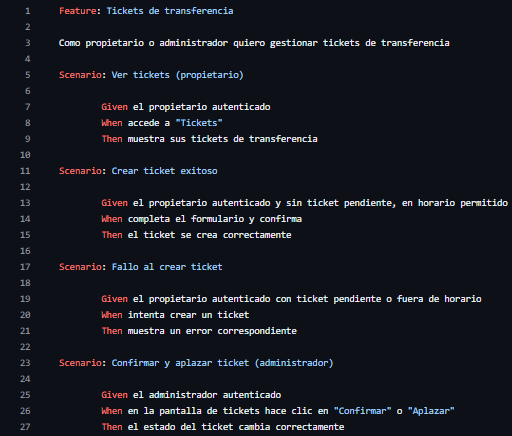 1 Feature: Tickets de transferencia
2
3 Como propietario o administrador quiero gestionar tickets de transferencia
4
5 Scenario: Ver tickets (propietario)
6
7 Given el propietario autenticado
8 When accede a "Tickets"
9 Then muestra sus tickets de transferencia
10
11 Scenario: Crear ticket exitoso
12
13 Given el propietario autenticado y sin ticket pendiente, en horario permitido
14 When completa el formulario y confirma
15 Then el ticket se crea correctamente
16
17 Scenario: Fallo al crear ticket
18
19 Given el propietario autenticado con ticket pendiente o fuera de horario
20 When intenta crear un ticket
21 Then muestra un error correspondiente
22
23 Scenario: Confirmar y aplazar ticket (administrador)
24
25 Given el administrador autenticado
26 When en la pantalla de tickets hace clic en "Confirmar" o "Aplazar"
27 Then el estado del ticket cambia correctamente